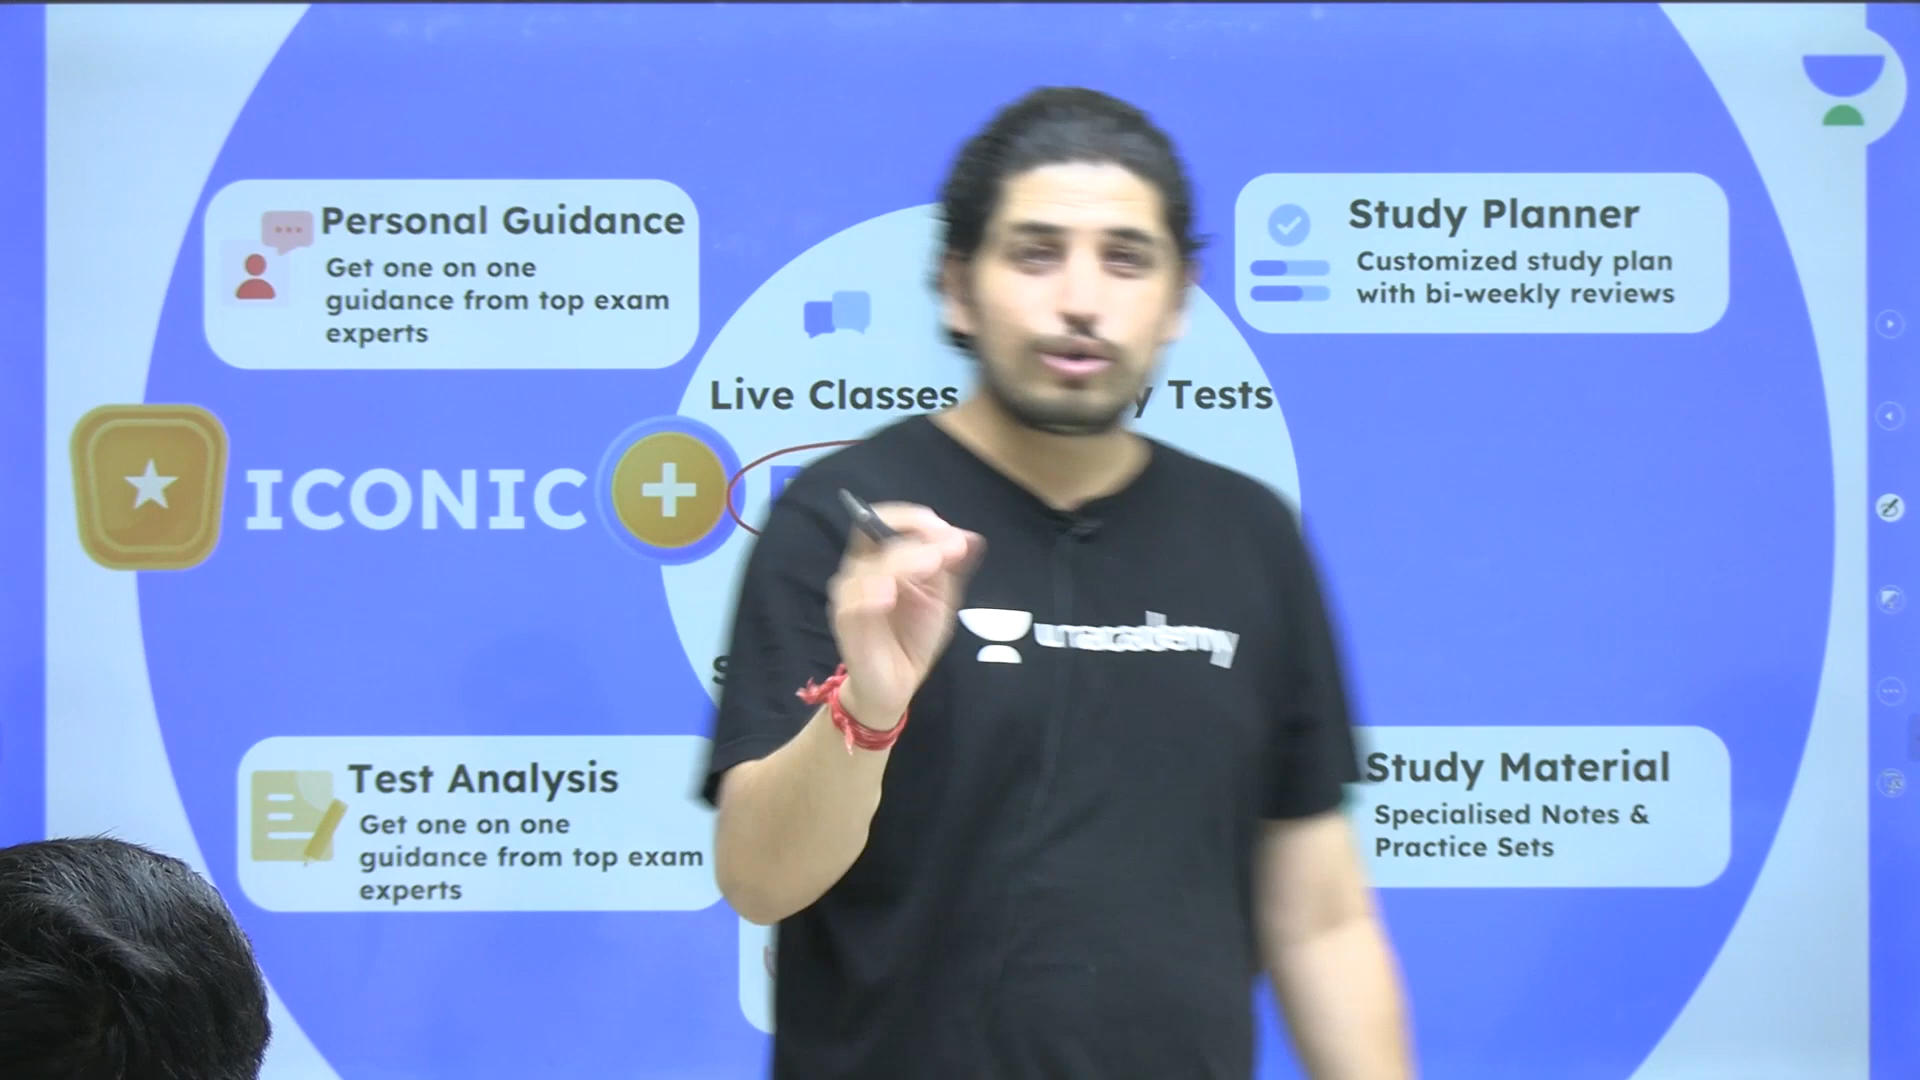 Personal Guidance
Get one on one
guidance from top exam
experts
Study Planner
Customized study plan
with bi-weekly reviews
Live Classes
Tests
ICONIC
unacademy
Test Analysis
Get one on one
guidance from top exam
experts
Study Material
Specialised Notes &
Practice Sets